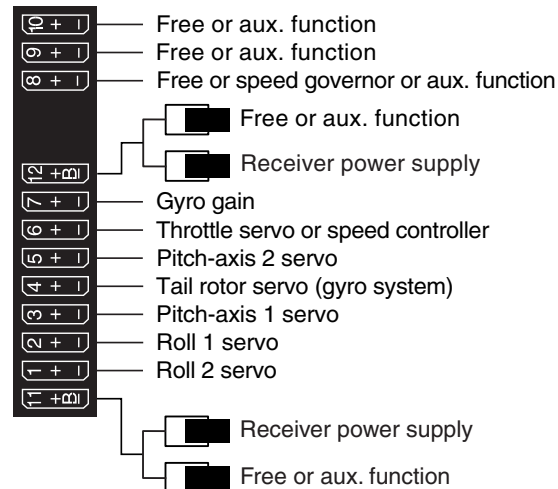 10 + – Free or aux. function
9 + – Free or aux. function
8 + – Free or speed governor or aux. function
Free or aux. function
12 +B– Receiver power supply
7 + – Gyro gain
6 + – Throttle servo or speed controller
5 + – Pitch-axis 2 servo
4 + – Tail rotor servo (gyro system)
3 + – Pitch-axis 1 servo
2 + – Roll 1 servo
1 + – Roll 2 servo
11 +B–
Receiver power supply
Free or aux. function